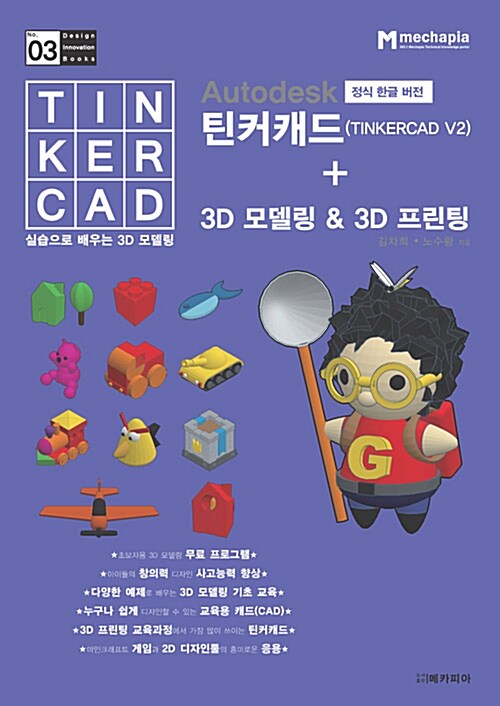 No.
03
Design
Innovation
Books
mechapia
TIN
KER
CAD
실습으로 배우는 3D 모델링
Autodesk 정식 한글 버전
틴커캐드(TINKERCAD V2)
+
3D 모델링 & 3D 프린팅
김차희 • 노수황 지음
G
★초보자용 3D 모델링 무료 프로그램★
★아이들의 창의력 디자인 사고능력 향상★
★다양한 예제로 배우는 3D 모델링 기초 교육★
★누구나 쉽게 디자인할 수 있는 교육용 캐드(CAD)★
★3D 프린팅 교육과정에서 가장 많이 쓰이는 틴커캐드★
★마인크래프트 게임과 2D 디자인툴의 흥미로운 응용★
도서출판 메카피아